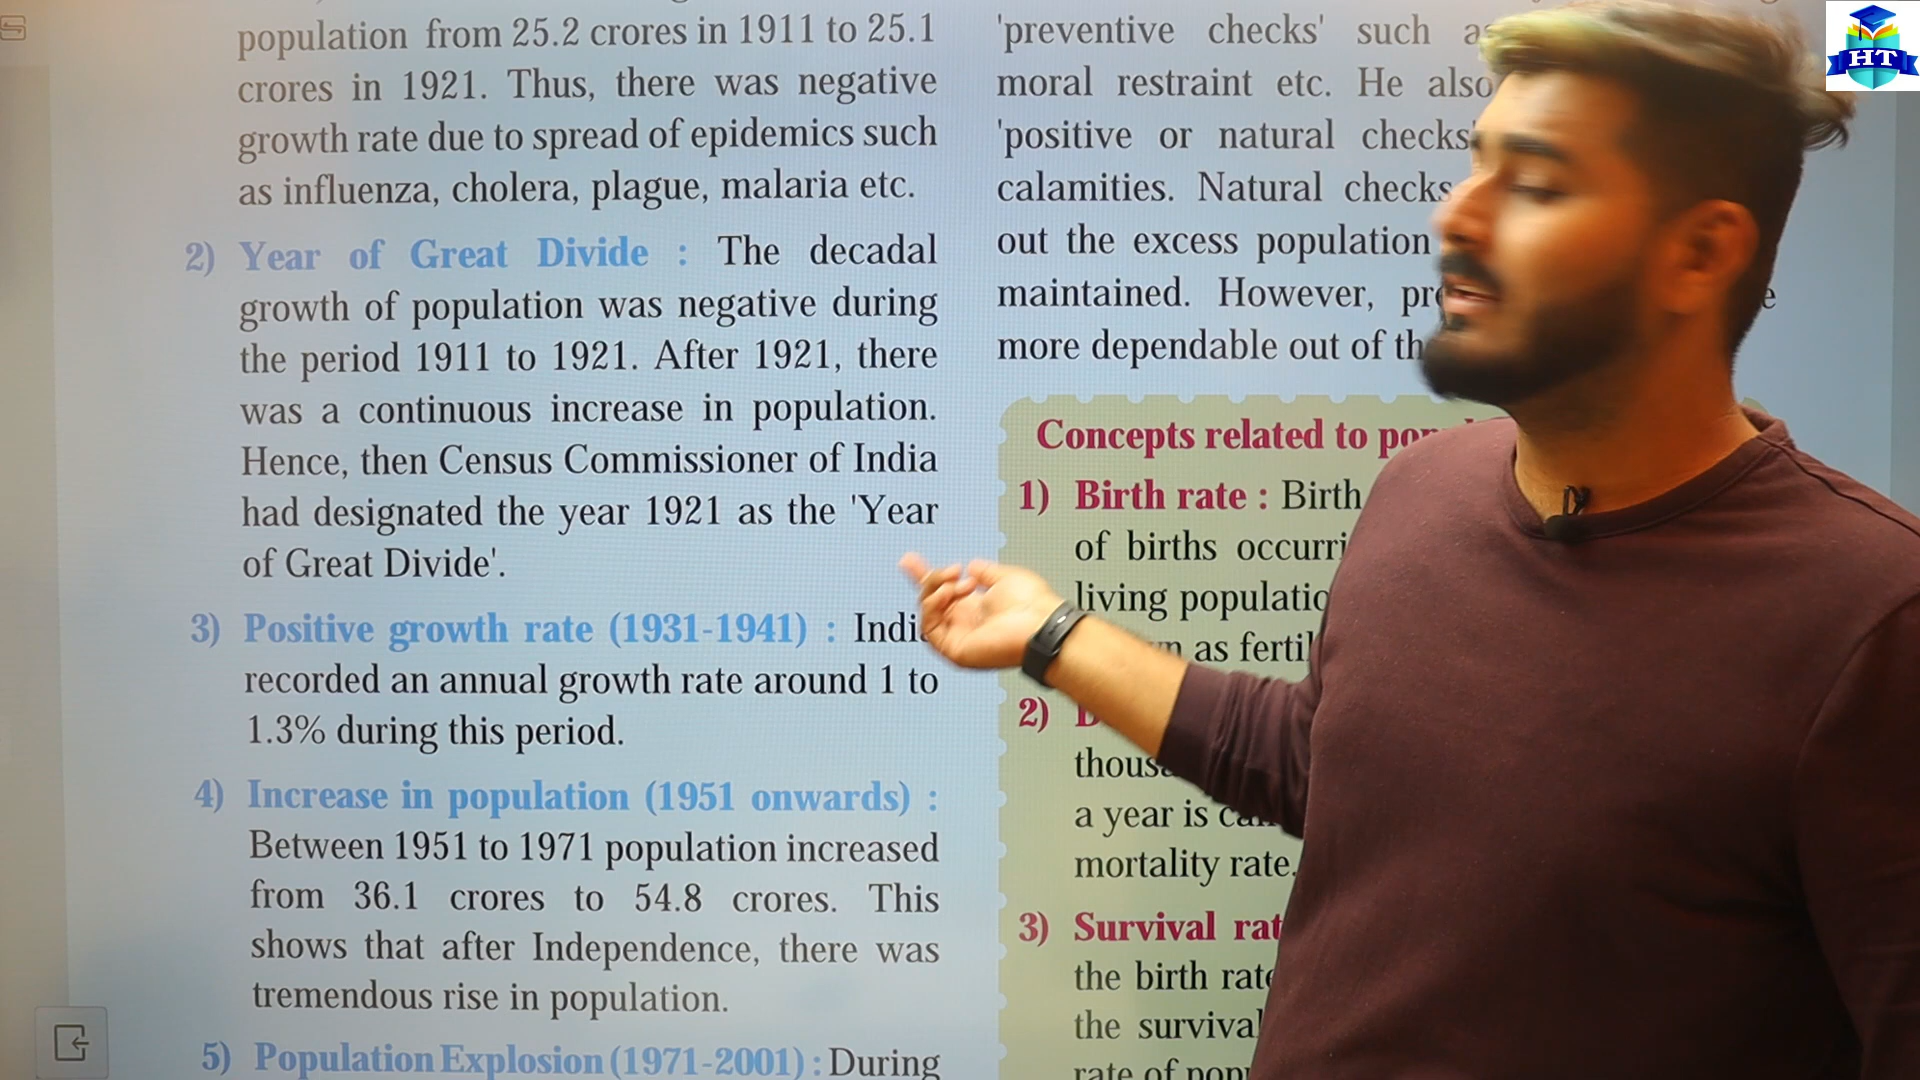 population from 25.2 crores in 1911 to 25.1
crores in 1921. Thus, there was negative
growth rate due to spread of epidemics such
as influenza, cholera, plague, malaria etc.
2) Year of Great Divide : The decadal
growth of population was negative during
the period 1911 to 1921. After 1921, there
was a continuous increase in population.
Hence, then Census Commissioner of India
had designated the year 1921 as the 'Year
of Great Divide'.
3) Positive growth rate (1931-1941) : India
recorded an annual growth rate around 1 to
1.3% during this period.
4) Increase in population (1951 onwards) :
Between 1951 to 1971 population increased
from 36.1 crores to 54.8 crores. This
shows that after Independence, there was
tremendous rise in population.
5) Population Explosion (1971-2001) : During
'preventive checks' such as
moral restraint etc. He also
'positive or natural checks'
calamities. Natural checks
out the excess population
maintained. However,
more dependable out of
Concepts related to
1) Birth rate : Birth
of births
living
as
2)
a year is
mortality rate.
3) Survival
the birth rate
the survival
rate of
HT